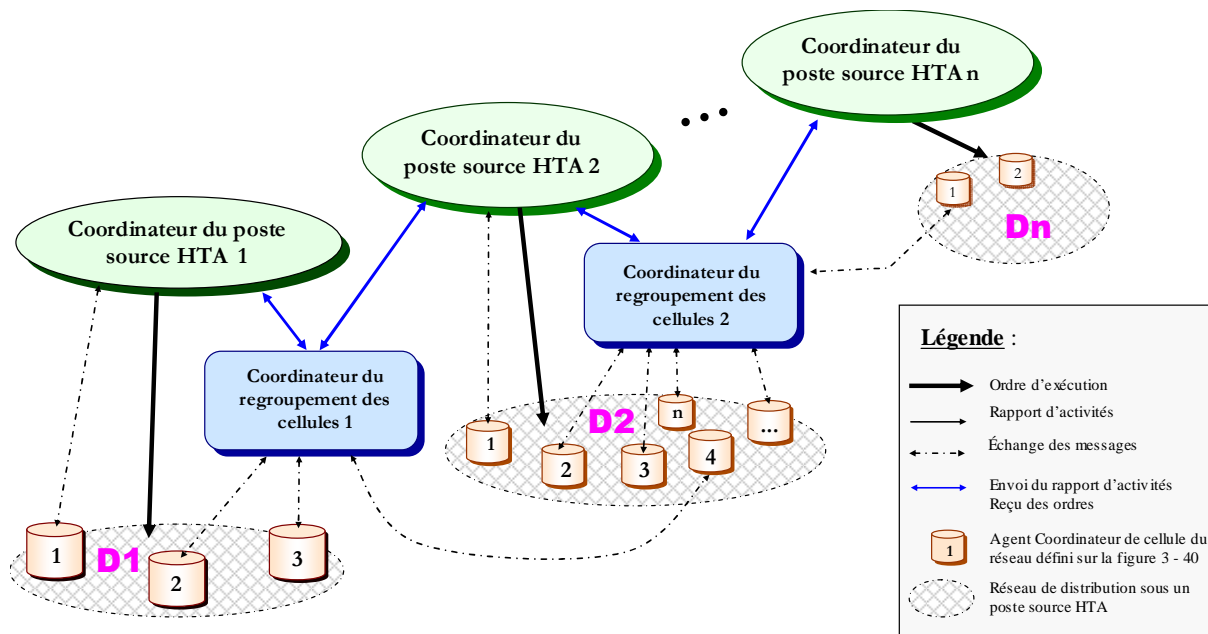 Coordinateur du
poste source HTA n
Coordinateur du
poste source HTA 2
Coordinateur du poste
source HTA 1
1
2
Dn
Coordinateur du
regroupement des
cellules 2
Coordinateur du
regroupement des
cellules 1
1
2
3
n
4
...
D2
1
2
3
D1
Légende :
Ordre d'exécution
Rapport d'activités
Échange des messages
Envoi du rapport d'activités
Reçu des ordres
1
Agent Coordinateur de cellule du
réseau défini sur la figure 3 - 40
Réseau de distribution sous un
poste source HTA